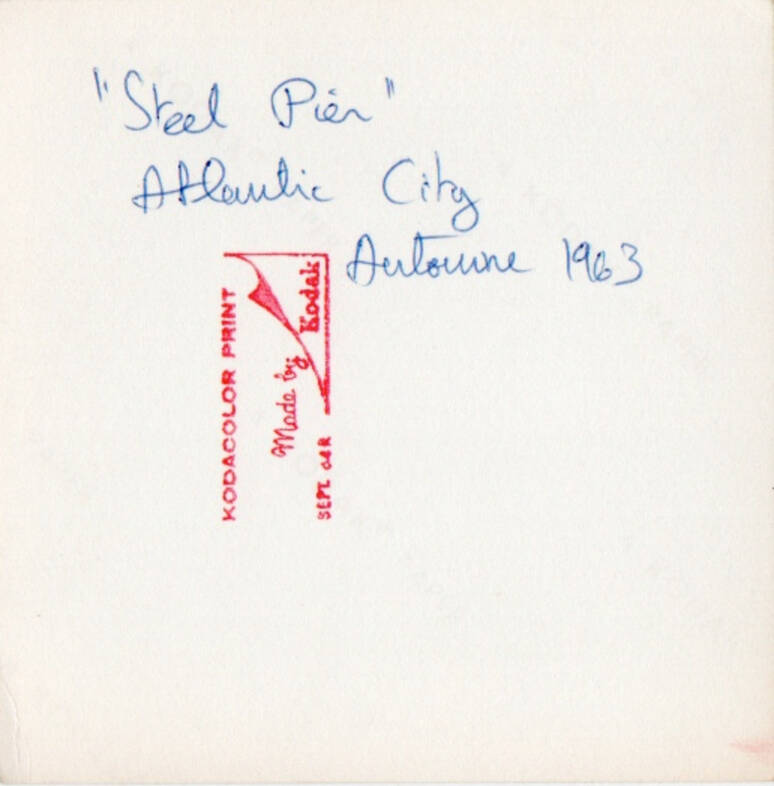 "Steel Pier"
Atlantic City
Automne 1963
KODACOLOR PRINT
Made by
Kodak
SEPT. 64R